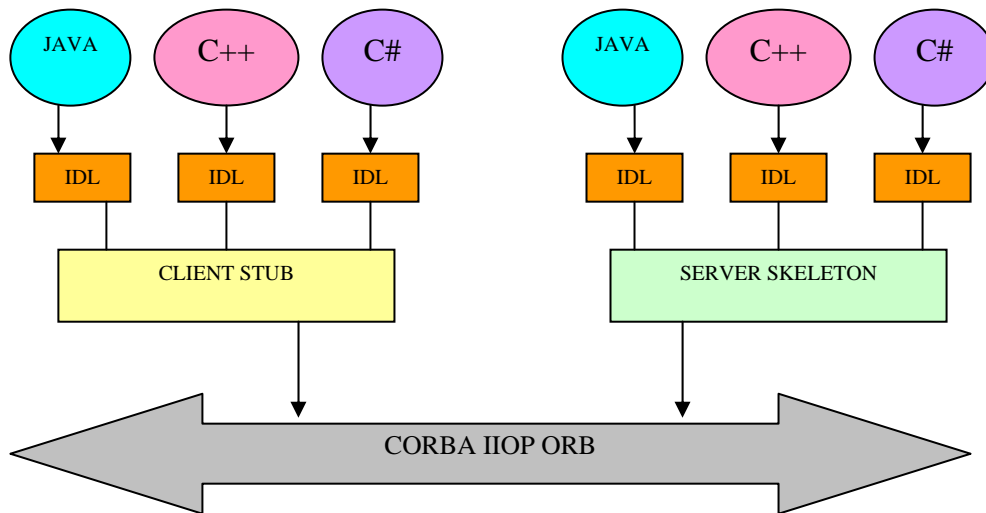 JAVA C++ C# JAVA C++ C#
IDL IDL IDL IDL IDL IDL
CLIENT STUB SERVER SKELETON
CORBA IIOP ORB